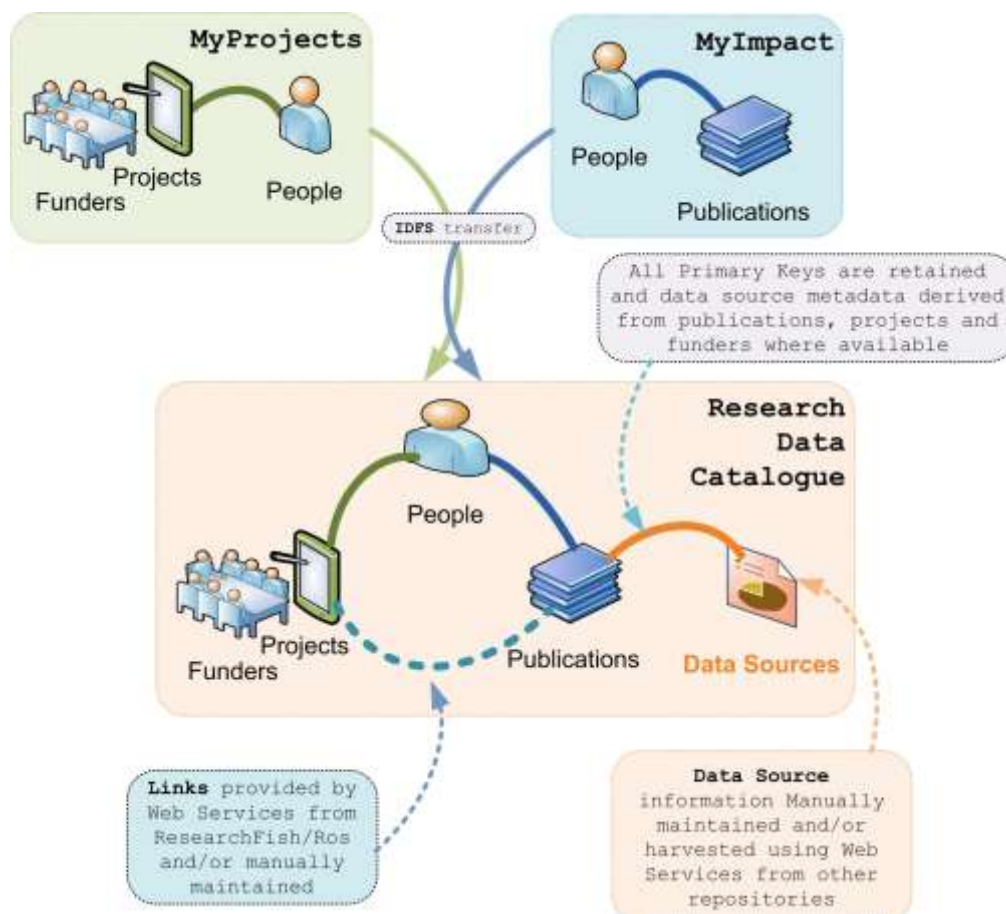 MyProjects
Funders
Projects
People
MyImpact
People
Publications
IDFS transfer
All Primary Keys are retained
and data source metadata derived
from publications, projects and
funders where available
Research
Data
Catalogue
People
Funders
Projects
Publications
Data Sources
Links provided by
Web Services from
ResearchFish/Ros
and/or manually
maintained
Data Source
information Manually
maintained and/or
harvested using Web
Services from other
repositories